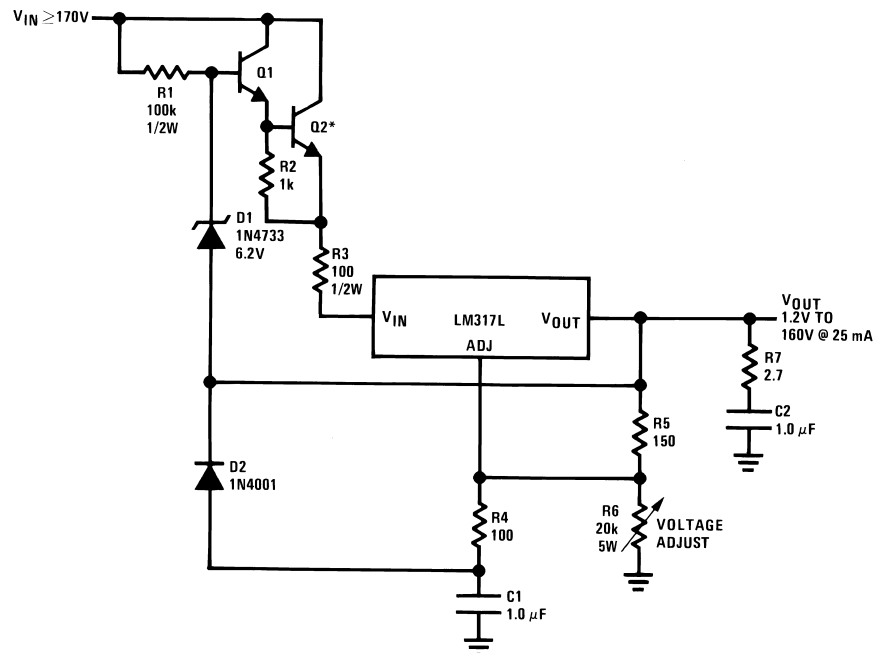 VIN ≥170V
R1
100k
1/2W
Q1
Q2*
R2
1k
D1
1N4733
6.2V
R3
100
1/2W
VIN
LM317L
VOUT
ADJ
VOUT
1.2V TO
160V @ 25 mA
R7
2.7
C2
1.0 μF
R5
150
D2
1N4001
R4
100
R6
20k
5W
VOLTAGE
ADJUST
C1
1.0 μF